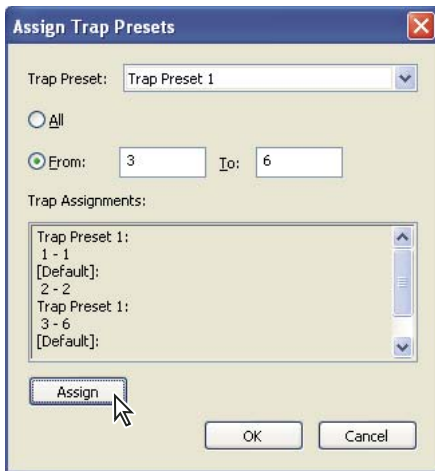 Assign Trap Presets
Trap Preset: Trap Preset 1
All
From: 3 To: 6
Trap Assignments:
Trap Preset 1:
1 - 1
[Default]:
2 - 2
Trap Preset 1:
3 - 6
[Default]:
Assign
OK Cancel